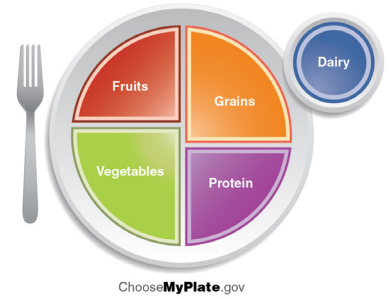 Fruits
Grains
Dairy
Vegetables
Protein
ChooseMyPlate.gov